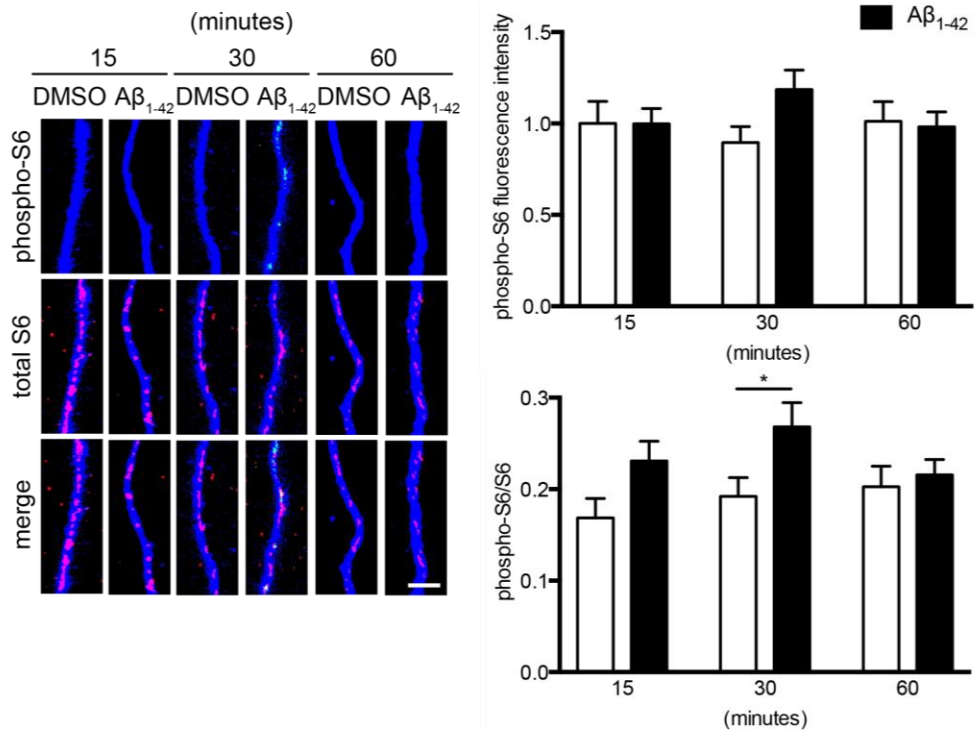 (minutes)
15 30 60
DMSO Aβ1-42 DMSO Aβ1-42 DMSO Aβ1-42
phospho-S6
total S6
merge
Aβ1-42
phospho-S6 fluorescence intensity
1.5
1.0
0.5
0.0
15 30 60
(minutes)
phospho-S6/S6
0.3
0.2
0.1
0.0
*
15 30 60
(minutes)